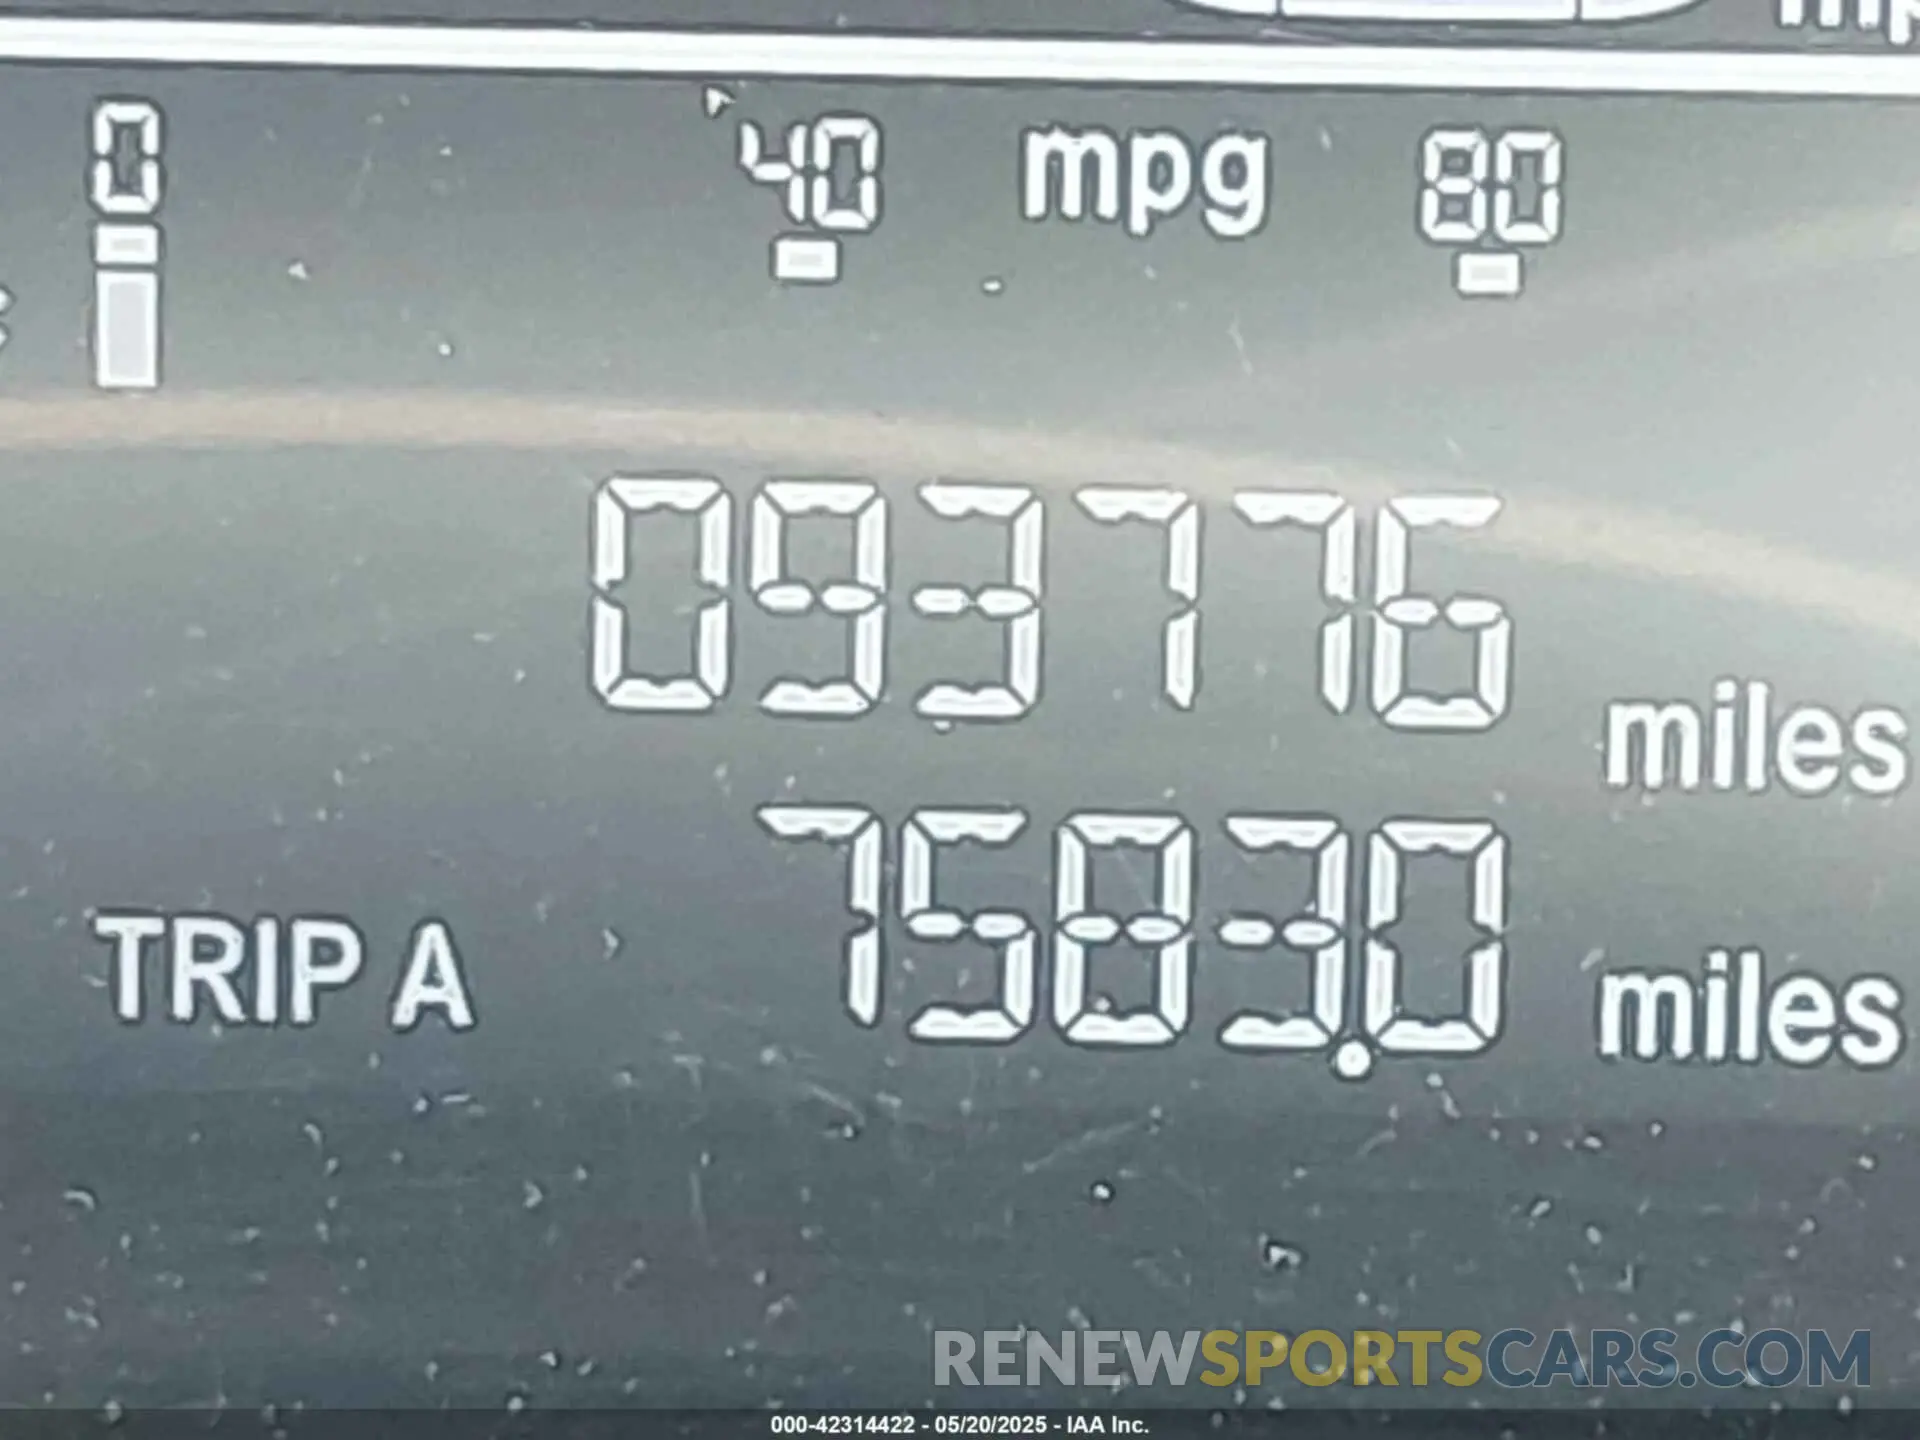 0 40 mpg 80
093776 miles
TRIP A 7583.0 miles
RENEWSPORTSCARS.COM
000-42314422 - 05/20/2025 - IAA Inc.